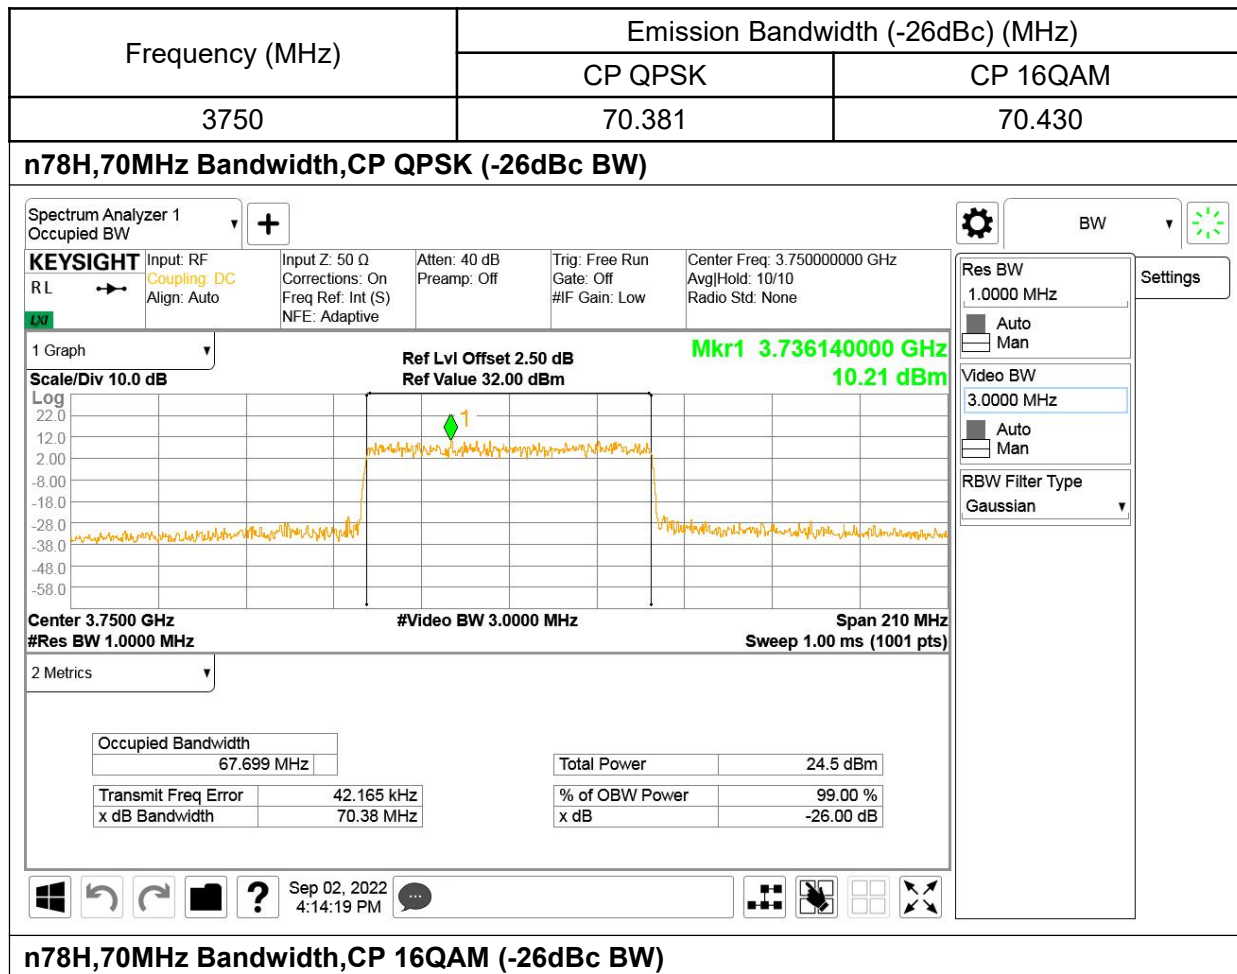 Frequency (MHz)
Emission Bandwidth (-26dBc) (MHz)
CP QPSK
CP 16QAM
3750
70.381
70.430
n78H,70MHz Bandwidth,CP QPSK (-26dBc BW)
Spectrum Analyzer 1
Occupied BW
BW
KEYSIGHT
R L
LXI
Input: RF
Coupling: DC
Align: Auto
Input Z: 50 Ω
Corrections: On
Freq Ref: Int (S)
NFE: Adaptive
Atten: 40 dB
Preamp: Off
Trig: Free Run
Gate: Off
#IF Gain: Low
Center Freq: 3.750000000 GHz
Avg|Hold: 10/10
Radio Std: None
Res BW
1.0000 MHz
Auto
Man
Settings
Video BW
3.0000 MHz
Auto
Man
RBW Filter Type
Gaussian
1 Graph
Scale/Div 10.0 dB
Ref Lvl Offset 2.50 dB
Ref Value 32.00 dBm
Mkr1 3.736140000 GHz
10.21 dBm
Log
22.0
12.0
2.00
-8.00
-18.0
-28.0
-38.0
-48.0
-58.0
1
Center 3.7500 GHz
#Res BW 1.0000 MHz
#Video BW 3.0000 MHz
Span 210 MHz
Sweep 1.00 ms (1001 pts)
2 Metrics
Occupied Bandwidth
67.699 MHz
Transmit Freq Error 42.165 kHz
x dB Bandwidth 70.38 MHz
Total Power 24.5 dBm
% of OBW Power 99.00 %
x dB -26.00 dB
?
Sep 02, 2022
4:14:19 PM
n78H,70MHz Bandwidth,CP 16QAM (-26dBc BW)